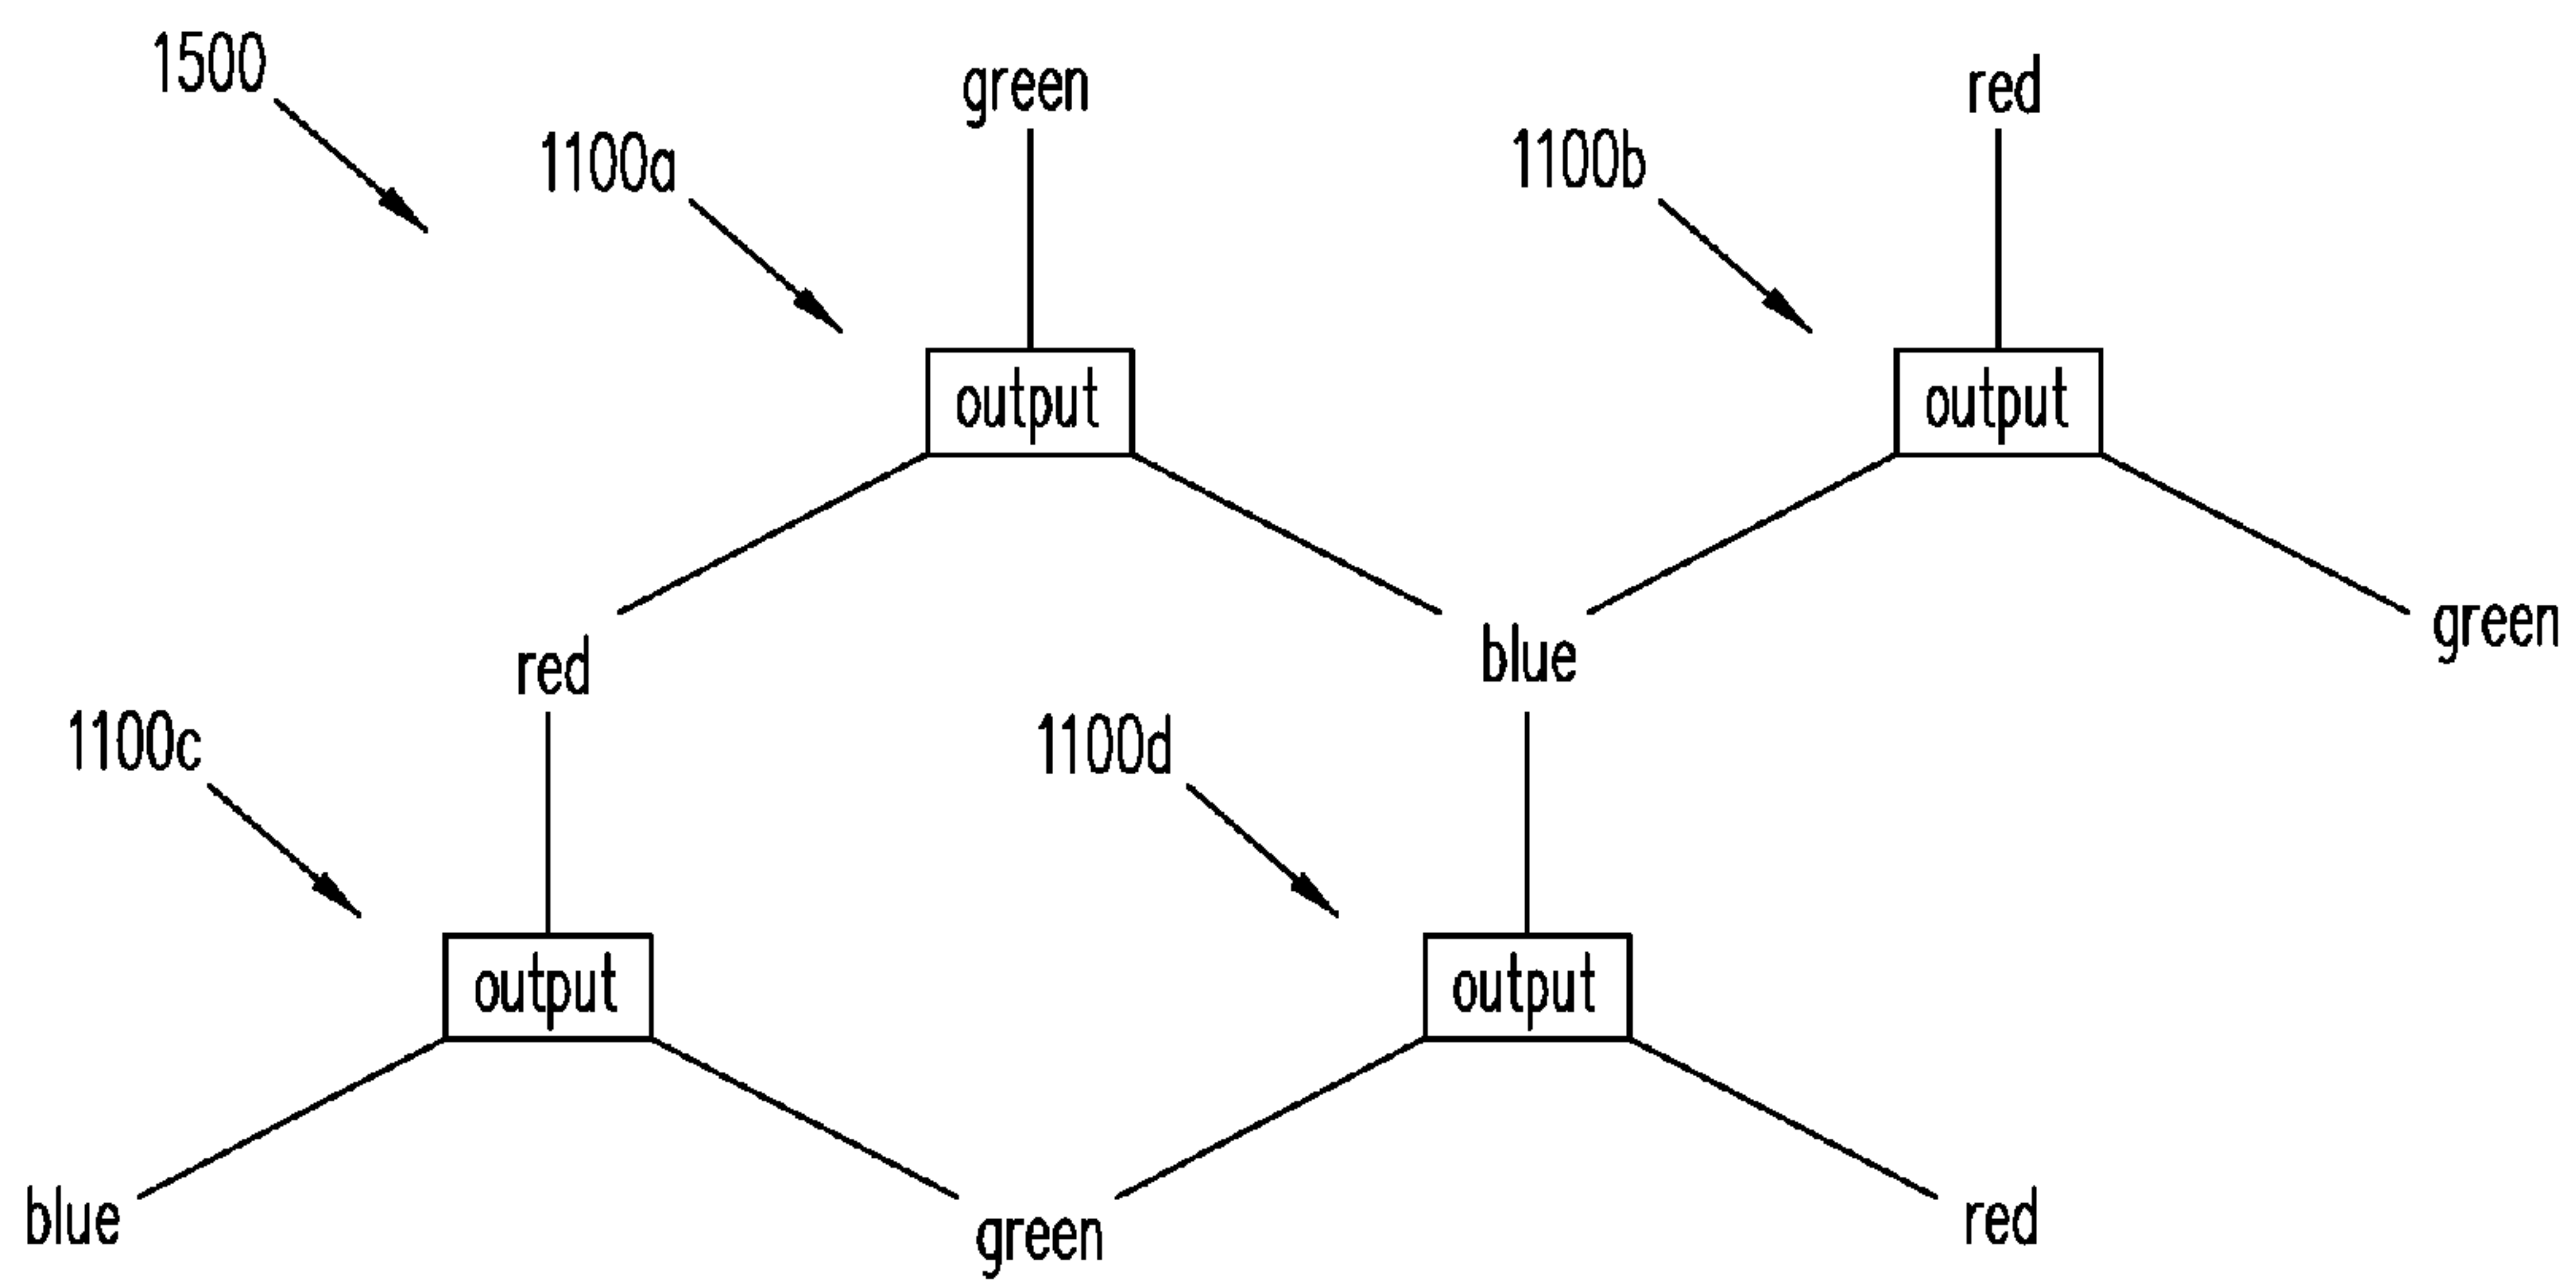 1500
green
red
1100a
1100b
output
output
red
blue
green
1100c
1100d
output
output
blue
green
red